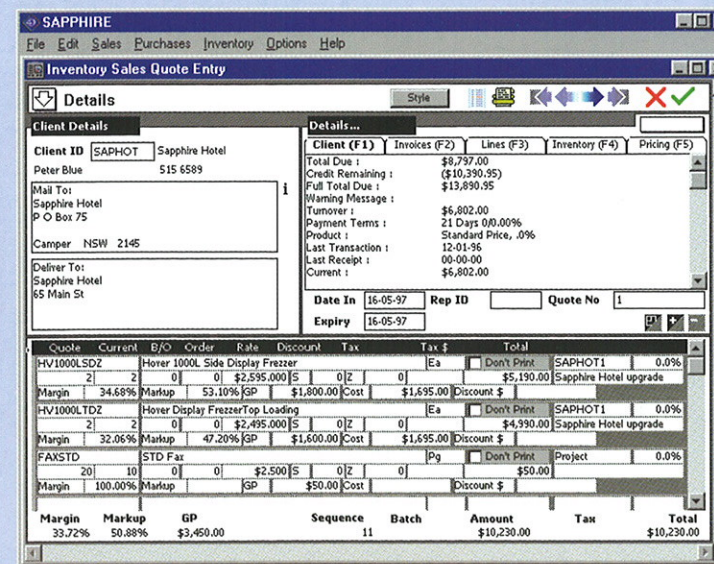 SAPPHIRE
File Edit Sales Purchases Inventory Options Help
Inventory Sales Quote Entry
Details
Style
Client Details
Client ID SAPHOT Sapphire Hotel
Peter Blue 515 6589
Mail To:
Sapphire Hotel
P O Box 75
Camper NSW 2145
i
Deliver To:
Sapphire Hotel
65 Main St
Details...
Client (F1) Invoices (F2) Lines (F3) Inventory (F4) Pricing (F5)
Total Due : $8,797.00
Credit Remaining : ($10,390.95)
Full Total Due : $13,890.95
Warning Message :
Turnover : $6,802.00
Payment Terms : 21 Days 0/0.00%
Product : Standard Price, .0%
Last Transaction : 12-01-96
Last Receipt : 00-00-00
Current : $6,802.00
Date In 16-05-97 Rep ID Quote No 1
Expiry 16-05-97
Quote Current B/O Order Rate Discount Tax Tax $ Total
HV1000LSDZ Hover 1000L Side Display Frezzer Ea Don't Print SAPHOT1 0.0%
2 2 0 0 $2,595.000 S 0 Z 0 $5,190.00 Sapphire Hotel upgrade
Margin 34.68% Markup 53.10% GP $1,800.00 Cost $1,695.00 Discount $
HV1000LTDZ Hover Display FrezzerTop Loading Ea Don't Print SAPHOT1 0.0%
2 2 0 0 $2,495.000 S 0 Z 0 $4,990.00 Sapphire Hotel upgrade
Margin 32.06% Markup 47.20% GP $1,600.00 Cost $1,695.00 Discount $
FAXSTD STD Fax Pg Don't Print Project 0.0%
20 10 0 0 $2.500 S 0 Z 0 $50.00
Margin 100.00% Markup GP $50.00 Cost Discount $
Margin Markup GP Sequence Batch Amount Tax Total
33.72% 50.88% $3,450.00 11 $10,230.00 $10,230.00